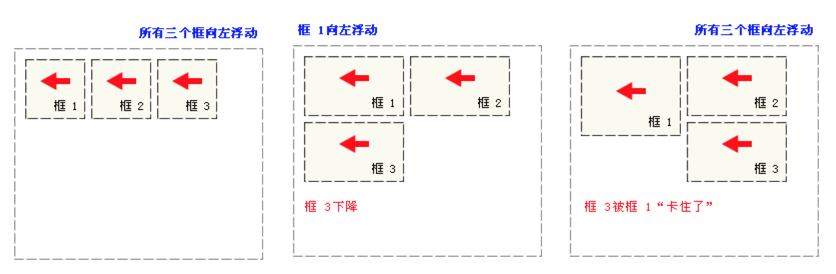 所有三个框向左浮动
框 1
框 2
框 3
框 1向左浮动
框 1
框 2
框 3
框 3下降
所有三个框向左浮动
框 1
框 2
框 3
框 3被框 1“卡住了”